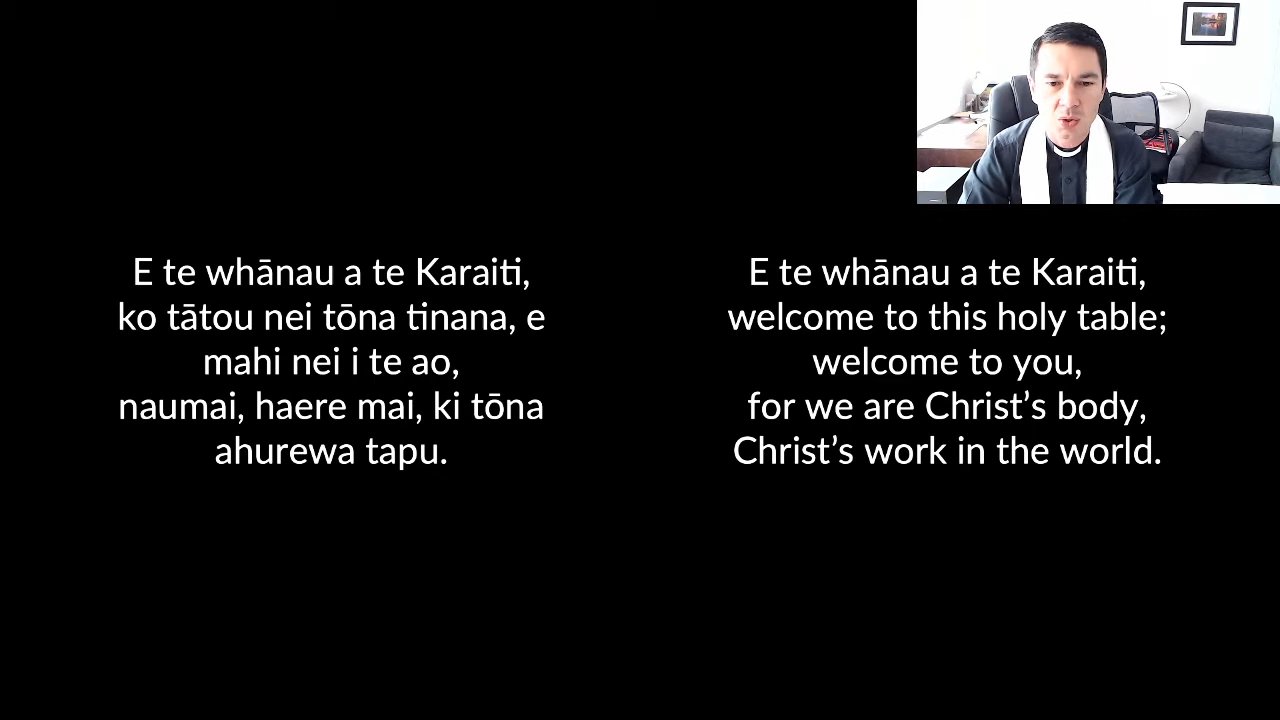 E te whānau a te Karaiti,
ko tātou nei tōna tinana, e
mahi nei i te ao,
naumai, haere mai, ki tōna
ahurewa tapu.
E te whānau a te Karaiti,
welcome to this holy table;
welcome to you,
for we are Christ’s body,
Christ’s work in the world.